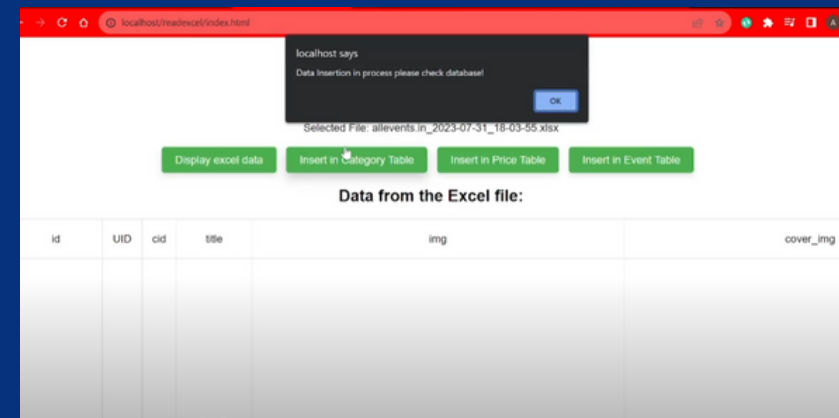 localhost/readexcel/index.html
A
localhost says
Data Insertion in process please check database!
OK
Selected File: allevents.in_2023-07-31_18-03-55.xlsx
Display excel data Insert in Category Table Insert in Price Table Insert in Event Table
Data from the Excel file:
id UID cid title img cover_img